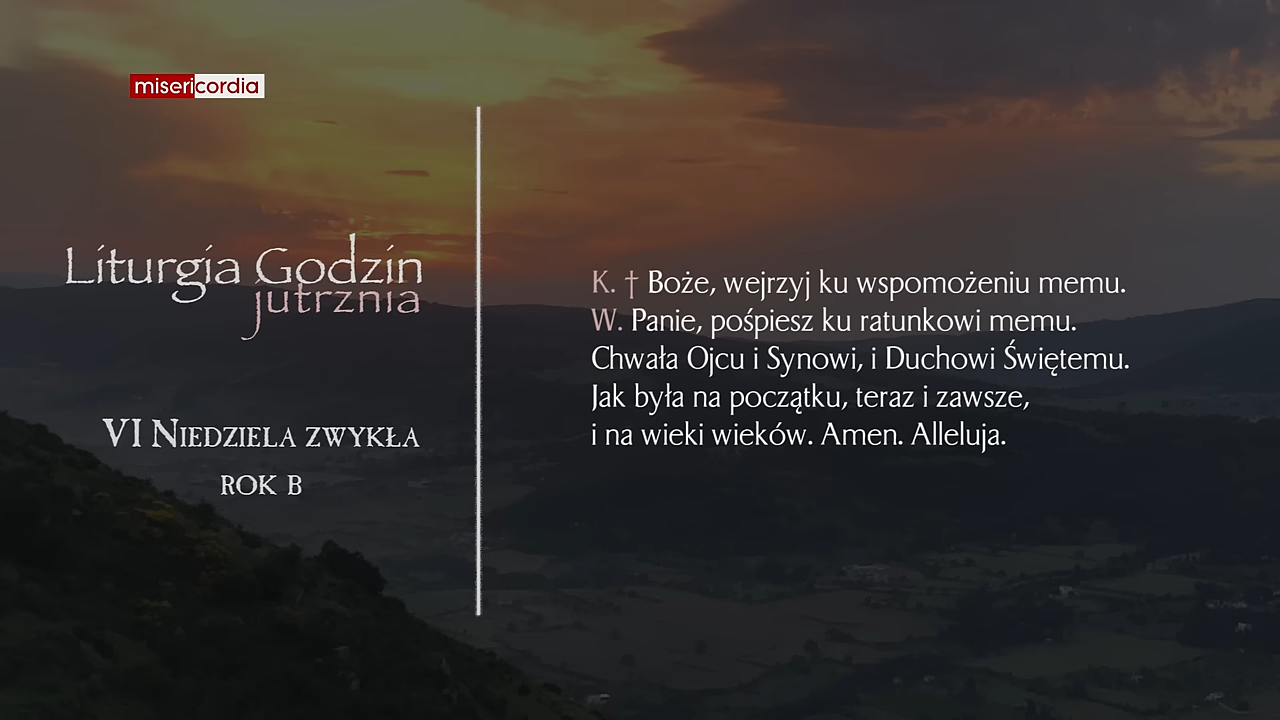 misericordia
Liturgia Godzin
jutrznia
VI Niedziela zwykła
rok B
K. † Boże, wejrzyj ku wspomożeniu memu.
W. Panie, pośpiesz ku ratunkowi memu.
Chwała Ojcu i Synowi, i Duchowi Świętemu.
Jak była na początku, teraz i zawsze,
i na wieki wieków. Amen. Alleluja.